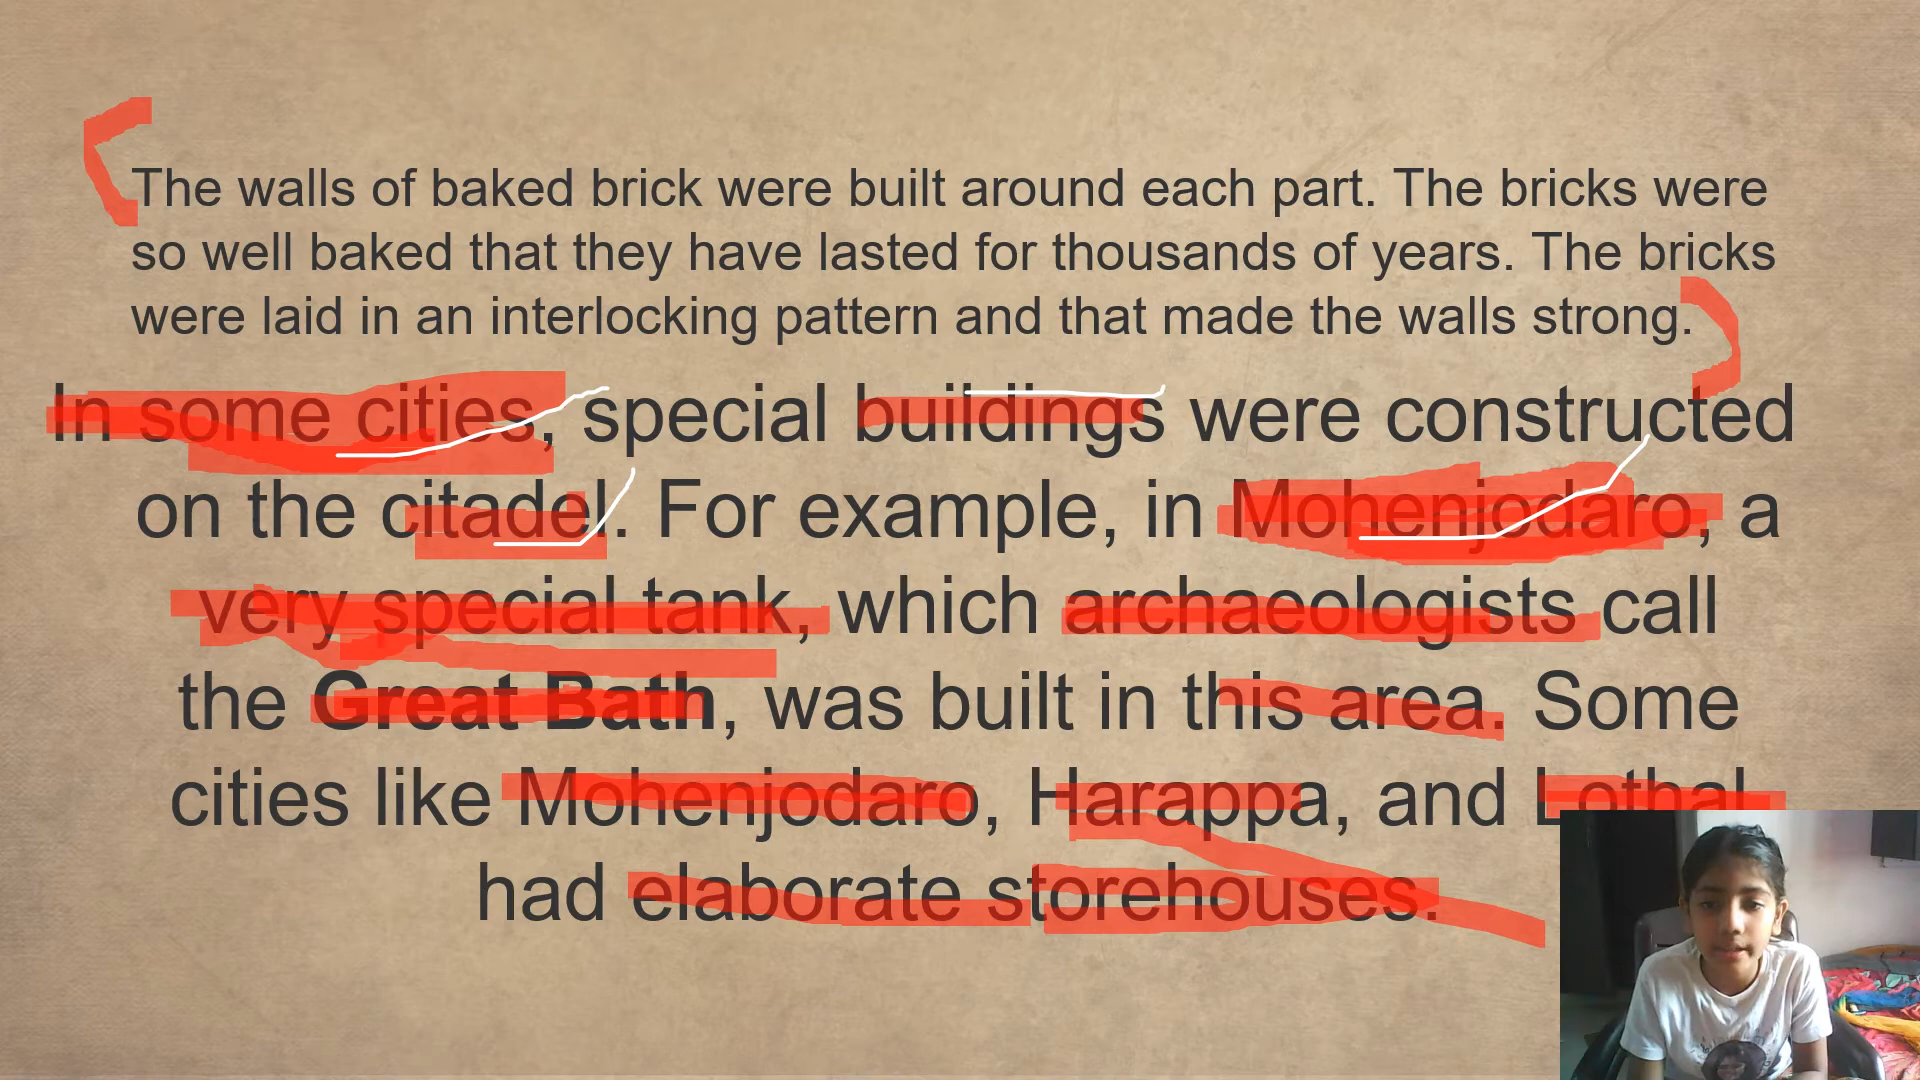 The walls of baked brick were built around each part. The bricks were
so well baked that they have lasted for thousands of years. The bricks
were laid in an interlocking pattern and that made the walls strong.
In some cities, special buildings were constructed
on the citadel. For example, in Mohenjodaro, a
very special tank, which archaeologists call
the Great Bath, was built in this area. Some
cities like Mohenjodaro, Harappa, and Lothal
had elaborate storehouses.